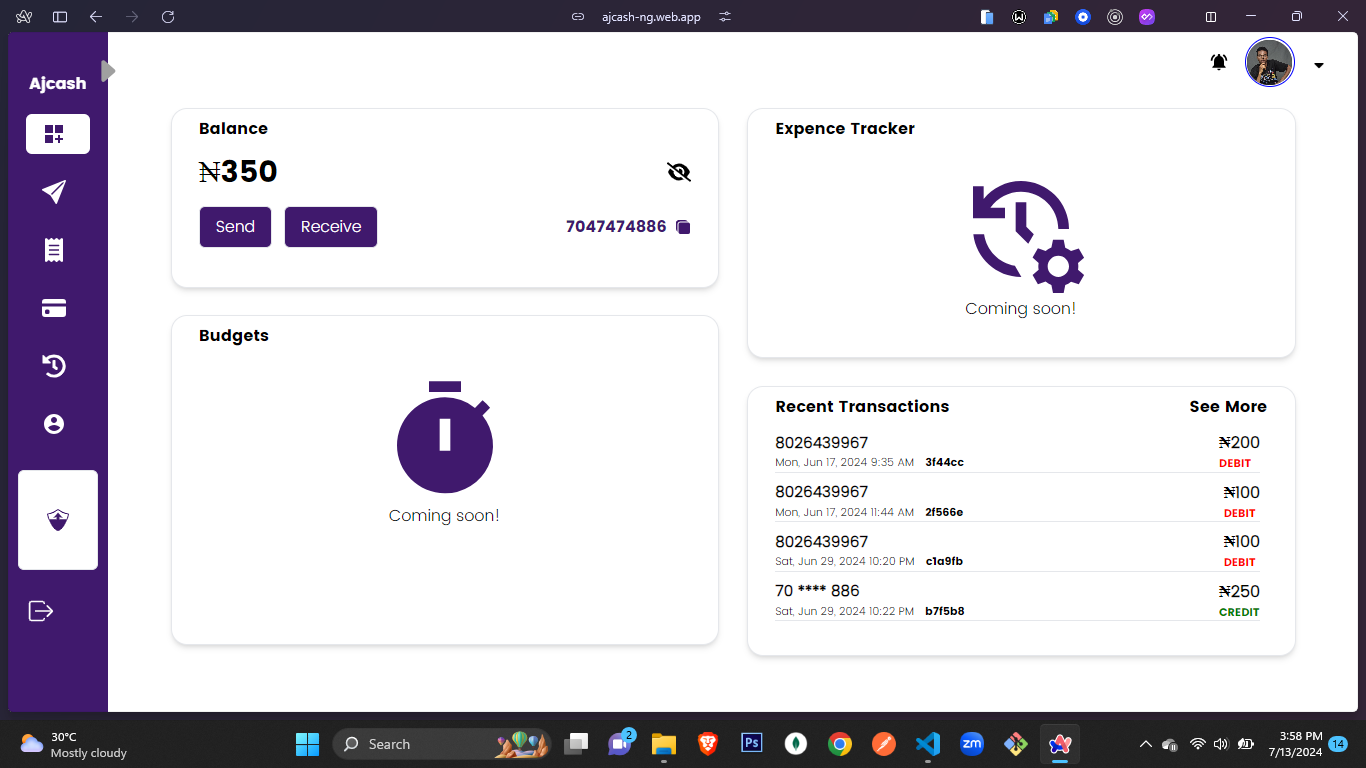 ajcash-ng.web.app
Ajcash
Balance
₦350
Send
Receive
7047474886
Budgets
Coming soon!
Expence Tracker
Coming soon!
Recent Transactions
See More
8026439967
₦200
Mon, Jun 17, 2024 9:35 AM 3f44cc
DEBIT
8026439967
₦100
Mon, Jun 17, 2024 11:44 AM 2f566e
DEBIT
8026439967
₦100
Sat, Jun 29, 2024 10:20 PM c1a9fb
DEBIT
70 **** 886
₦250
Sat, Jun 29, 2024 10:22 PM b7f5b8
CREDIT
30°C
Mostly cloudy
Search
2
Ps
zm
3:58 PM
7/13/2024
14